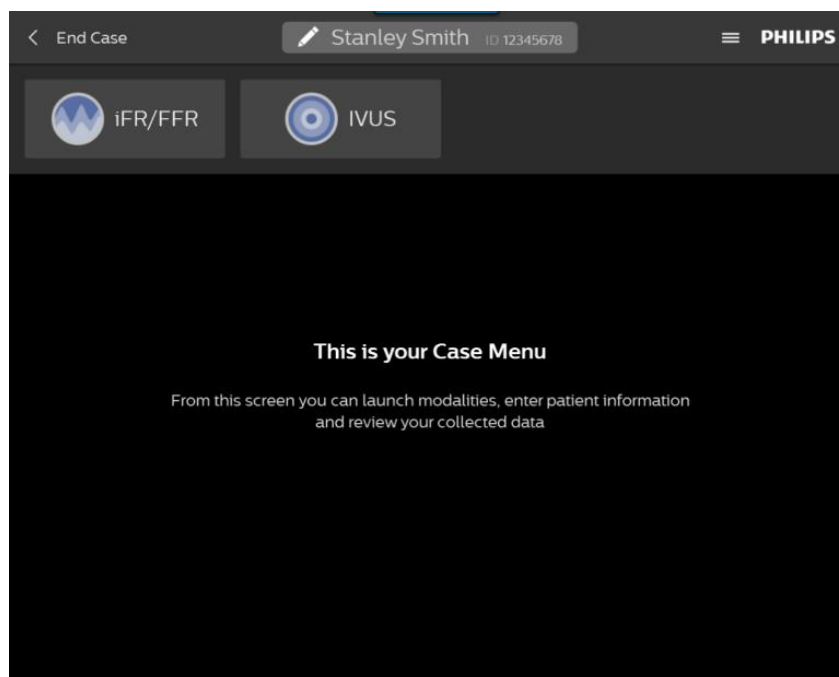 End Case
Stanley Smith ID 12345678
PHILIPS
iFR/FFR
IVUS
This is your Case Menu
From this screen you can launch modalities, enter patient information
and review your collected data